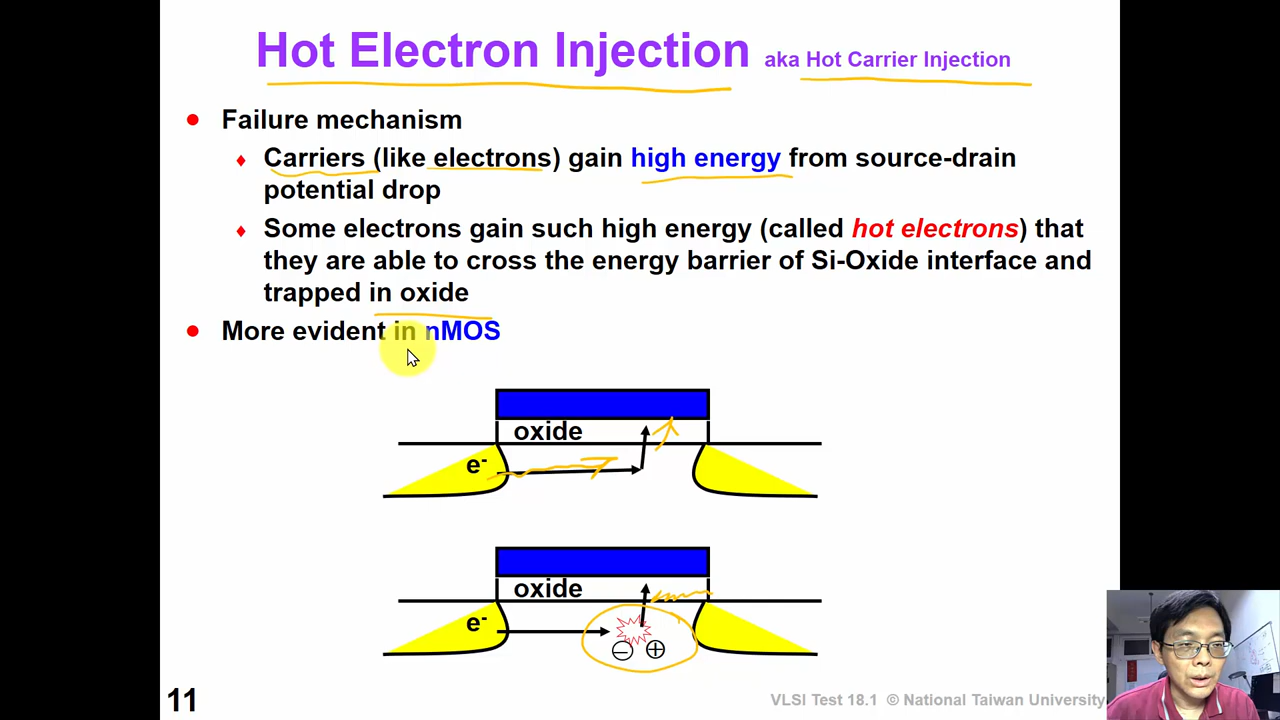 Hot Electron Injection aka Hot Carrier Injection
• Failure mechanism
♦ Carriers (like electrons) gain high energy from source-drain
potential drop
♦ Some electrons gain such high energy (called hot electrons) that
they are able to cross the energy barrier of Si-Oxide interface and
trapped in oxide
• More evident in nMOS
oxide
e-
oxide
e-
− +
11
VLSI Test 18.1 © National Taiwan University